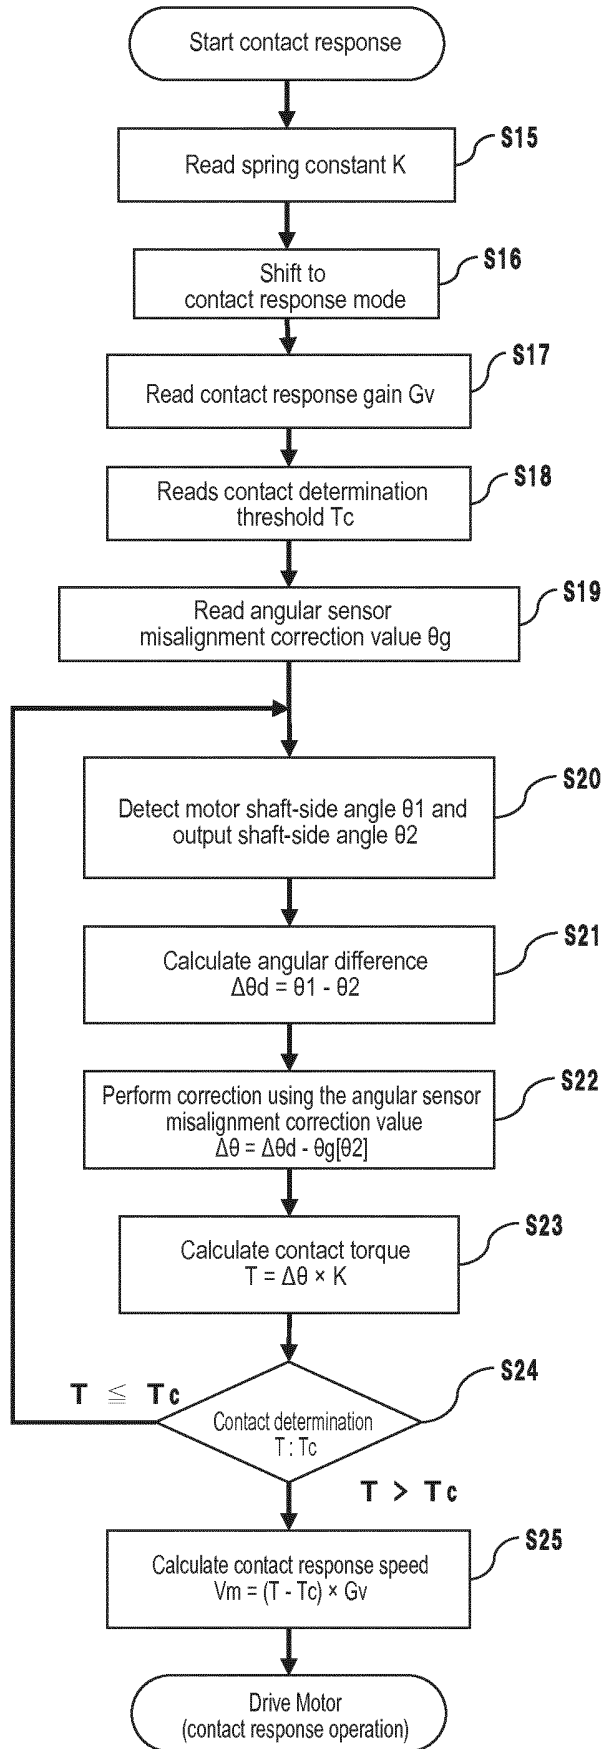 Start contact response
S15
Read spring constant K
S16
Shift to
contact response mode
S17
Read contact response gain Gv
S18
Reads contact determination
threshold Tc
S19
Read angular sensor
misalignment correction value θg
S20
Detect motor shaft-side angle θ1 and
output shaft-side angle θ2
S21
Calculate angular difference
Δθd = θ1 - θ2
S22
Perform correction using the angular sensor
misalignment correction value
Δθ = Δθd - θg[θ2]
S23
Calculate contact torque
T = Δθ × K
S24
T ≦ Tc
Contact determination
T : Tc
T > Tc
S25
Calculate contact response speed
Vm = (T - Tc) × Gv
Drive Motor
(contact response operation)